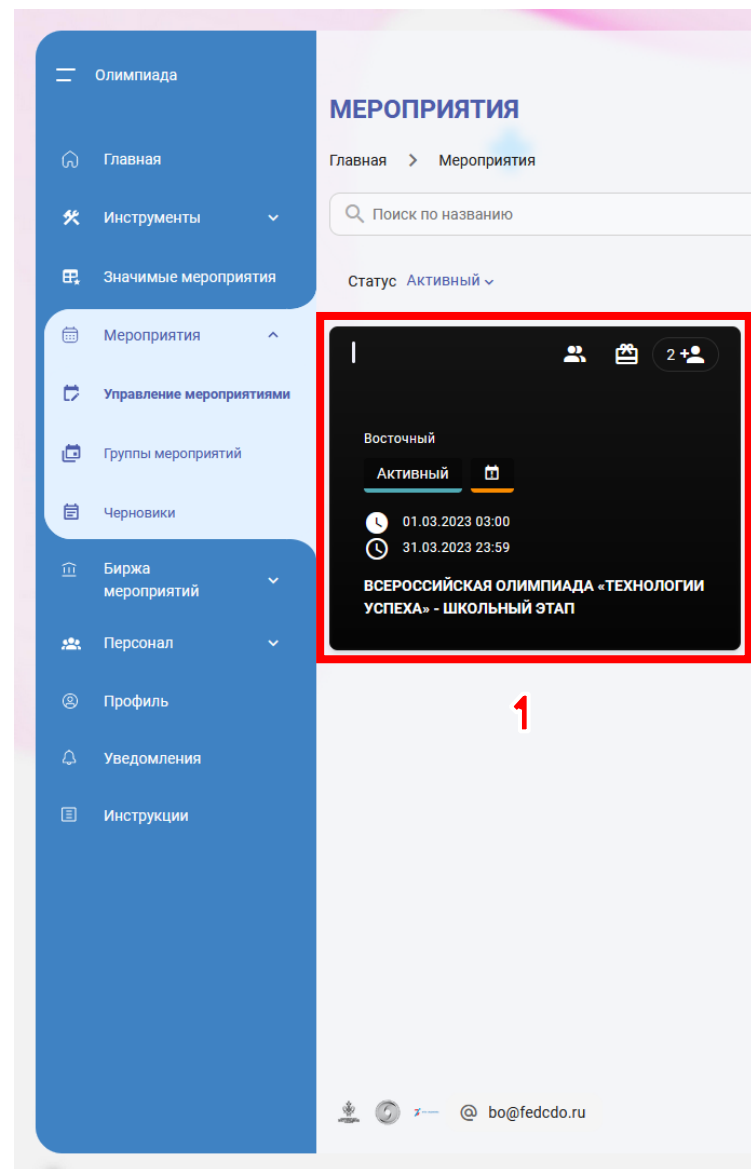 Олимпиада
Главная
Инструменты
Значимые мероприятия
Мероприятия
Управление мероприятиями
Группы мероприятий
Черновики
Биржа
мероприятий
Персонал
Профиль
Уведомления
Инструкции
МЕРОПРИЯТИЯ
Главная > Мероприятия
Поиск по названию
Статус Активный
2
Восточный
Активный
01.03.2023 03:00
31.03.2023 23:59
ВСЕРОССИЙСКАЯ ОЛИМПИАДА «ТЕХНОЛОГИИ
УСПЕХА» - ШКОЛЬНЫЙ ЭТАП
1
@ bo@fedcdo.ru